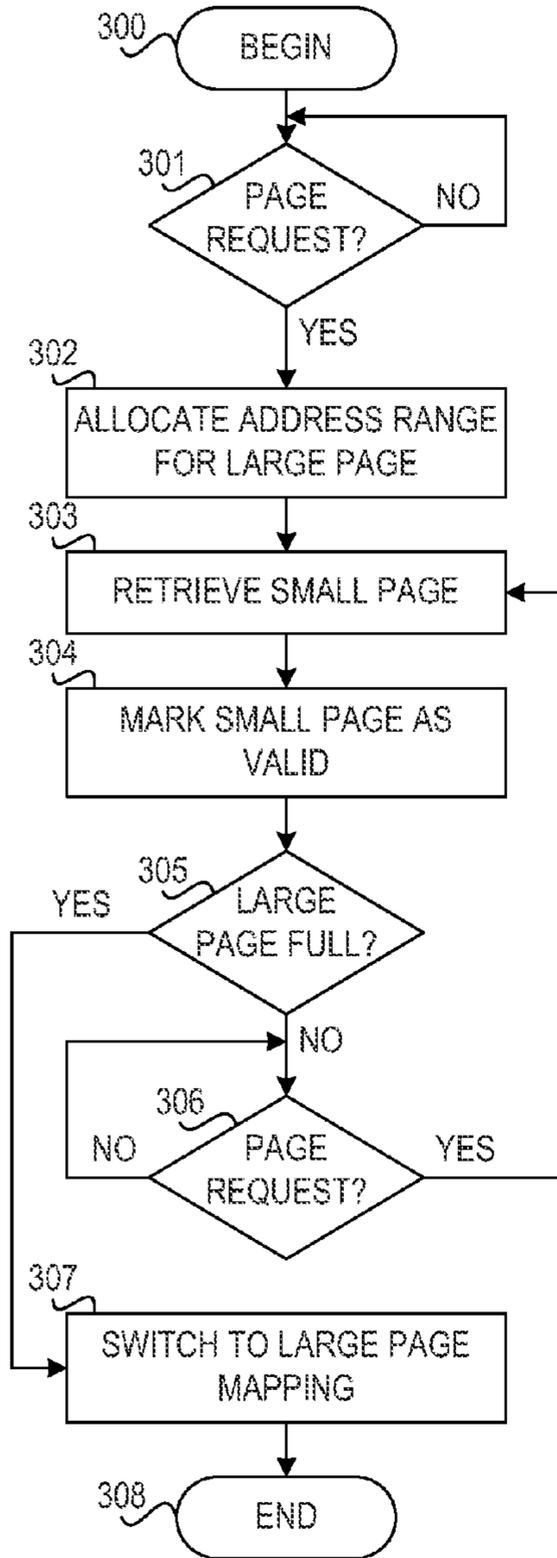 300
BEGIN
301
PAGE
REQUEST?
NO
YES
302
ALLOCATE ADDRESS RANGE
FOR LARGE PAGE
303
RETRIEVE SMALL PAGE
304
MARK SMALL PAGE AS
VALID
305
YES
LARGE
PAGE FULL?
NO
306
NO
PAGE
REQUEST?
YES
307
SWITCH TO LARGE PAGE
MAPPING
308
END